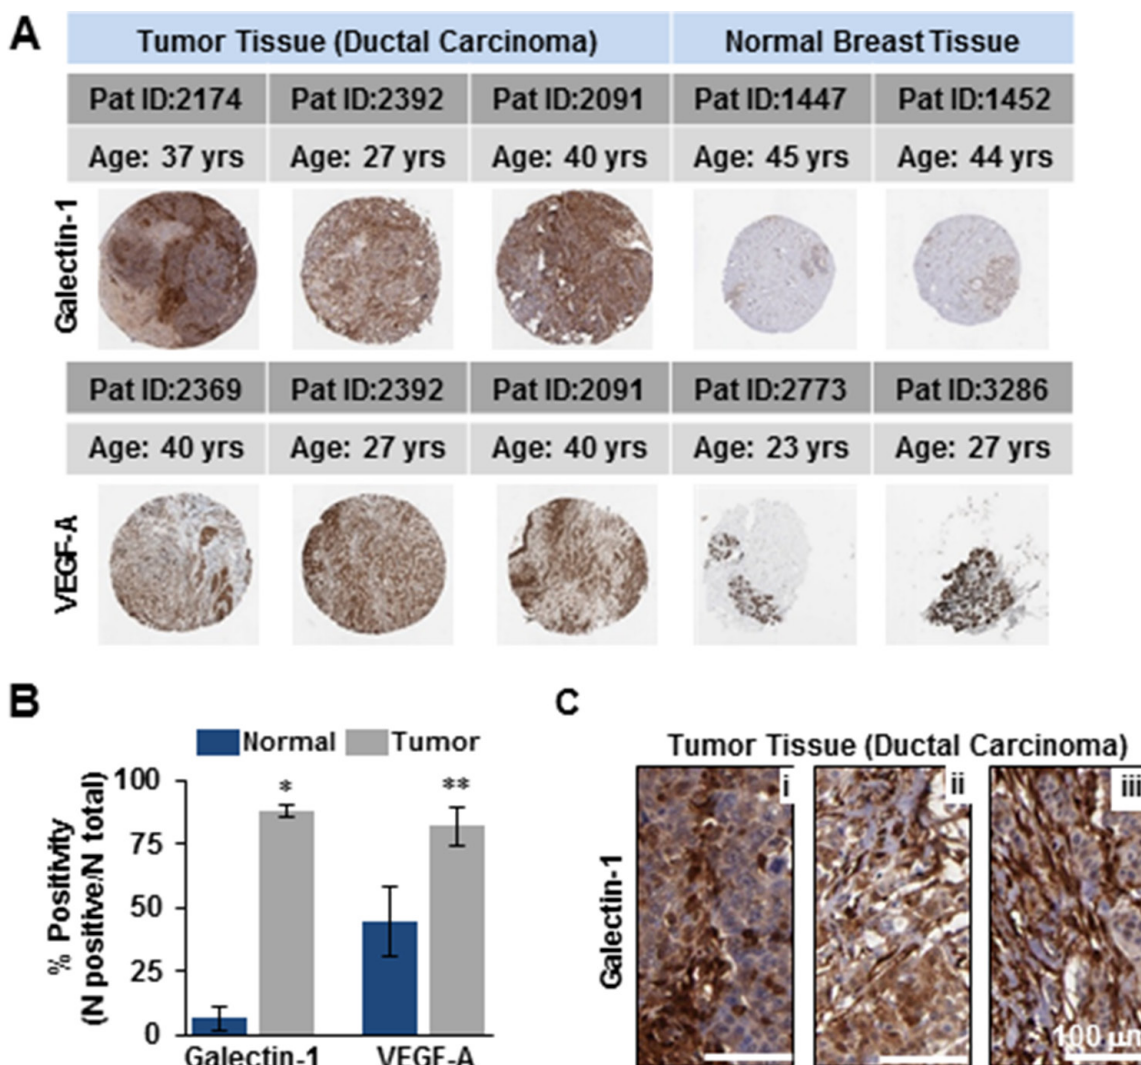 A
Tumor Tissue (Ductal Carcinoma) Normal Breast Tissue
Pat ID:2174 Pat ID:2392 Pat ID:2091 Pat ID:1447 Pat ID:1452
Age: 37 yrs Age: 27 yrs Age: 40 yrs Age: 45 yrs Age: 44 yrs
Galectin-1
Pat ID:2369 Pat ID:2392 Pat ID:2091 Pat ID:2773 Pat ID:3286
Age: 40 yrs Age: 27 yrs Age: 40 yrs Age: 23 yrs Age: 27 yrs
VEGF-A
B
Normal Tumor
% Positivity
(N positive/N total)
100
75
50
25
0
* **
Galectin-1 VEGF-A
C
Tumor Tissue (Ductal Carcinoma)
i ii iii
Galectin-1
100 μm